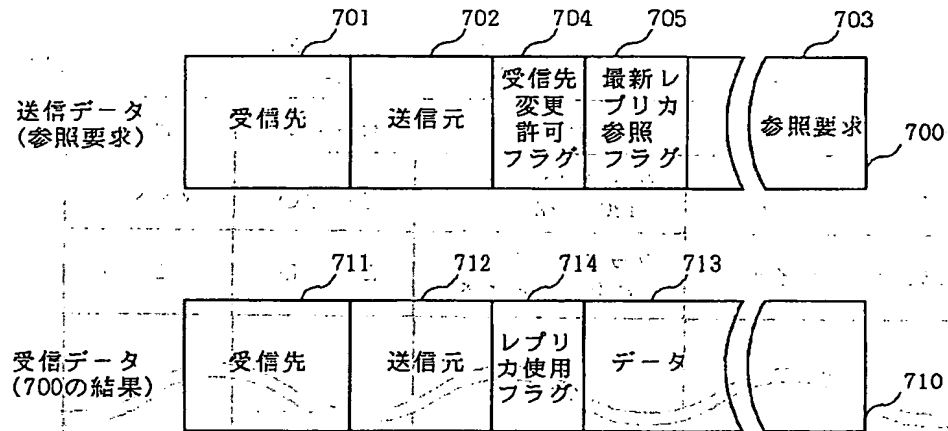 701
702
704
705
703
送信データ
(参照要求)
受信先
送信元
受信先
変更
許可
フラグ
最新レ
プリカ
参照
フラグ
参照要求
700
711
712
714
713
受信データ
(700の結果)
受信先
送信元
レプリ
カ使用
フラグ
データ
710